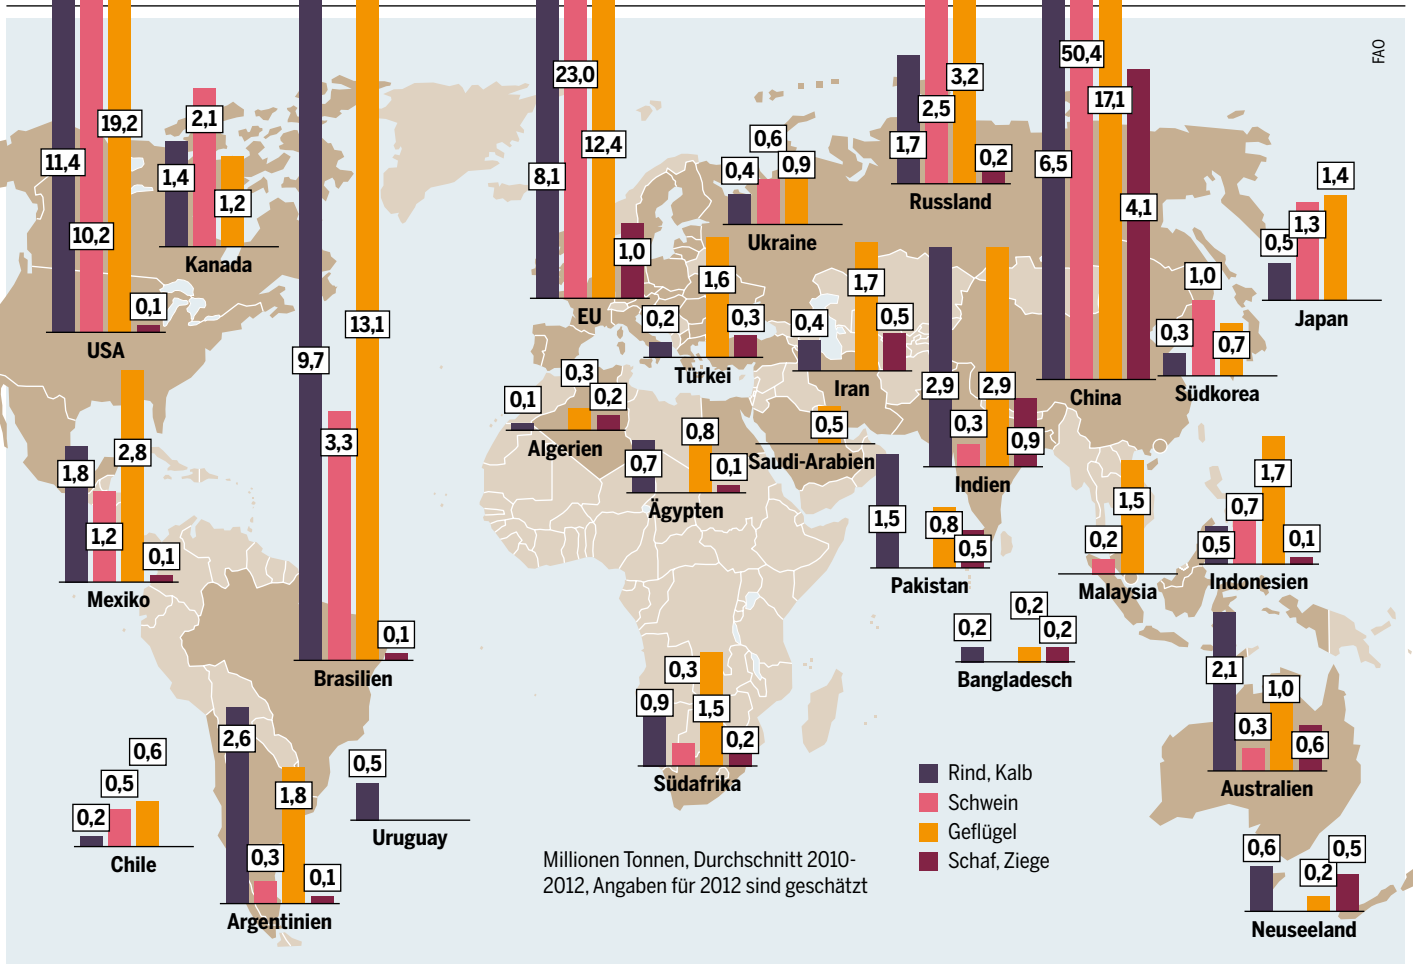 FAO
11,4
10,2
19,2
0,1
USA
1,4
2,1
1,2
Kanada
9,7
3,3
13,1
0,1
Brasilien
8,1
23,0
12,4
1,0
EU
0,4
0,6
0,9
Ukraine
1,7
2,5
3,2
0,2
Russland
6,5
50,4
17,1
4,1
China
0,5
1,3
1,4
Japan
0,3
1,0
0,7
Südkorea
0,2
1,6
0,3
Türkei
0,4
1,7
0,5
Iran
2,9
0,3
2,9
0,9
Indien
1,8
1,2
2,8
0,1
Mexiko
0,1
0,3
0,2
Algerien
0,7
0,8
0,1
Ägypten
0,5
Saudi-Arabien
1,5
0,8
0,5
Pakistan
0,2
1,5
Malaysia
0,5
0,7
1,7
0,1
Indonesien
0,2
0,2
0,2
Bangladesch
0,9
0,3
1,5
0,2
Südafrika
2,1
0,3
1,0
0,6
Australien
0,2
0,5
0,6
Chile
2,6
0,3
1,8
0,1
Argentinien
0,5
Uruguay
0,6
0,2
0,5
Neuseeland
Rind, Kalb
Schwein
Geflügel
Schaf, Ziege
Millionen Tonnen, Durchschnitt 2010-
2012, Angaben für 2012 sind geschätzt